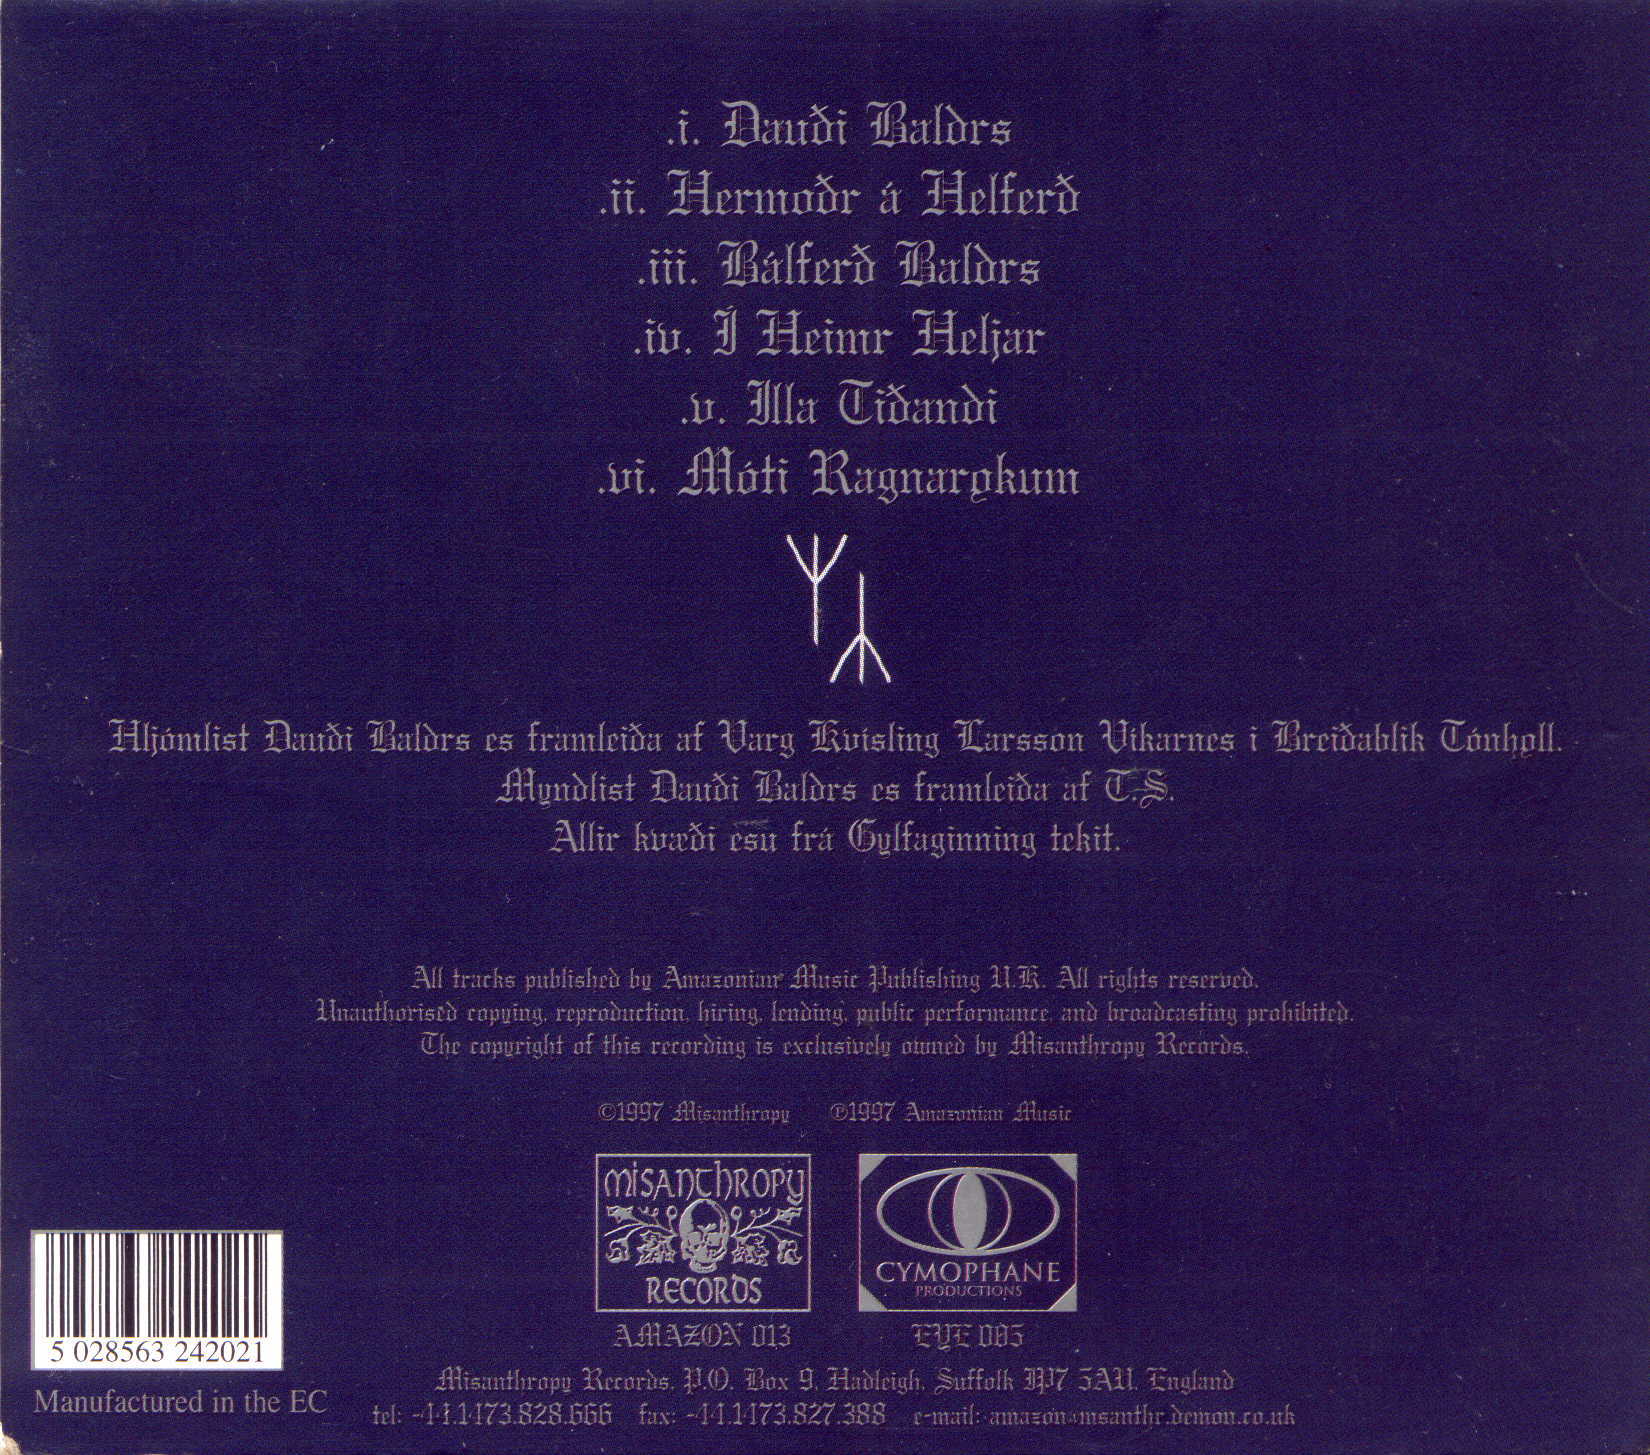 .i. Dauði Baldrs
.ii. Hermoðr á Helferð
.iii. Bálferð Baldrs
.iv. Í Heimr Heljar
.v. Illa Tiðandi
.vi. Móti Ragnarǫkum
ᛉ ᛦ
Hljómlist Dauði Baldrs es framleiða af Varg Kvisling Larsson Vikarnes i Breiðablik Tónhǫll.
Myndlist Dauði Baldrs es framleiða af T.S.
Allir kvæði esu frá Gylfaginning tekit.
All tracks published by Amazonian Music Publishing U.K. All rights reserved.
Unauthorised copying, reproduction, hiring, lending, public performance, and broadcasting prohibited.
The copyright of this recording is exclusively owned by Misanthropy Records.
©1997 Misanthropy ℗1997 Amazonian Music
MISANTHROPY RECORDS
CYMOPHANE PRODUCTIONS
AMAZON 013 EYE 005
5 028563 242021
Manufactured in the EC
Misanthropy Records, P.O. Box 9, Hadleigh, Suffolk IP7 5AU, England
tel: +44.1473.828.666 fax: +44.1473.827.388 e-mail: amazon@msanthr.demon.co.uk